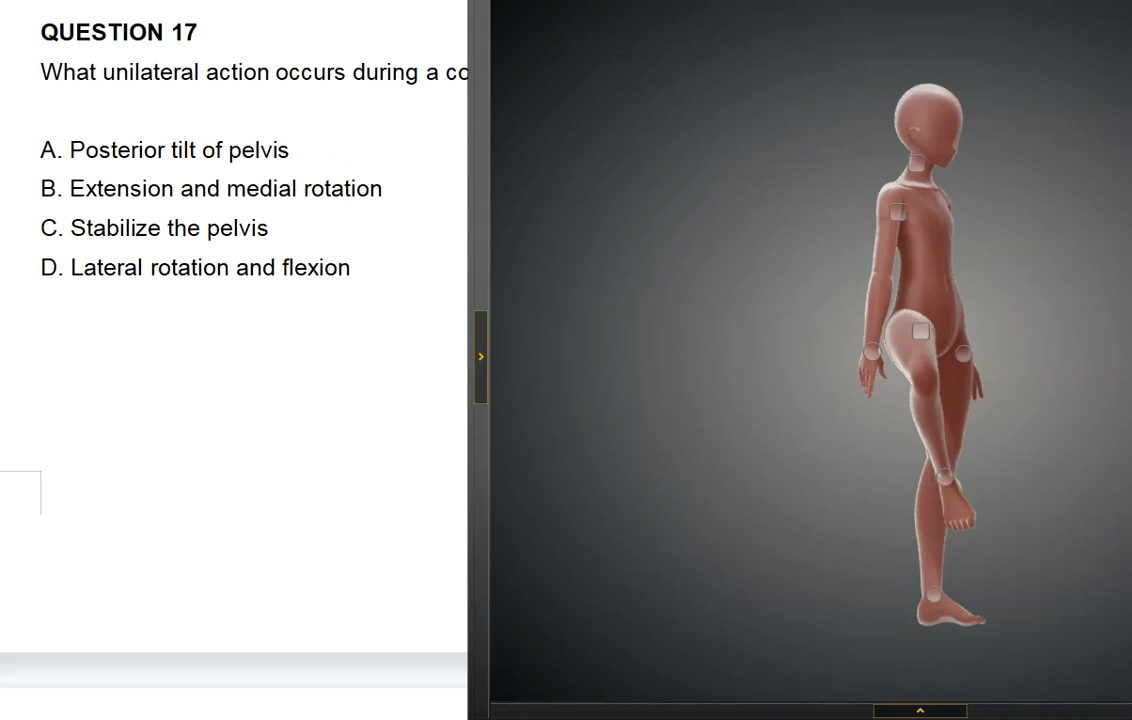 QUESTION 17
What unilateral action occurs during a
A. Posterior tilt of pelvis
B. Extension and medial rotation
C. Stabilize the pelvis
D. Lateral rotation and flexion